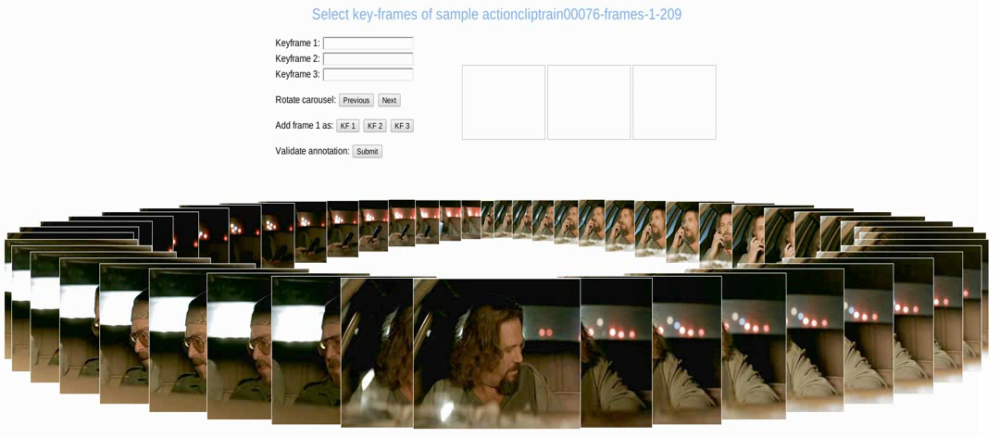 Select key-frames of sample actioncliptrain00076-frames-1-209
Keyframe 1:
Keyframe 2:
Keyframe 3:
Rotate carousel: Previous Next
Add frame 1 as: KF 1 KF 2 KF 3
Validate annotation: Submit